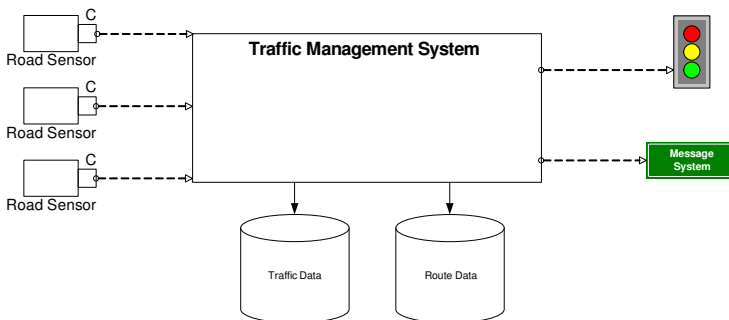 C
Road Sensor
C
Road Sensor
C
Road Sensor
Traffic Management System
Message
System
Traffic Data
Route Data